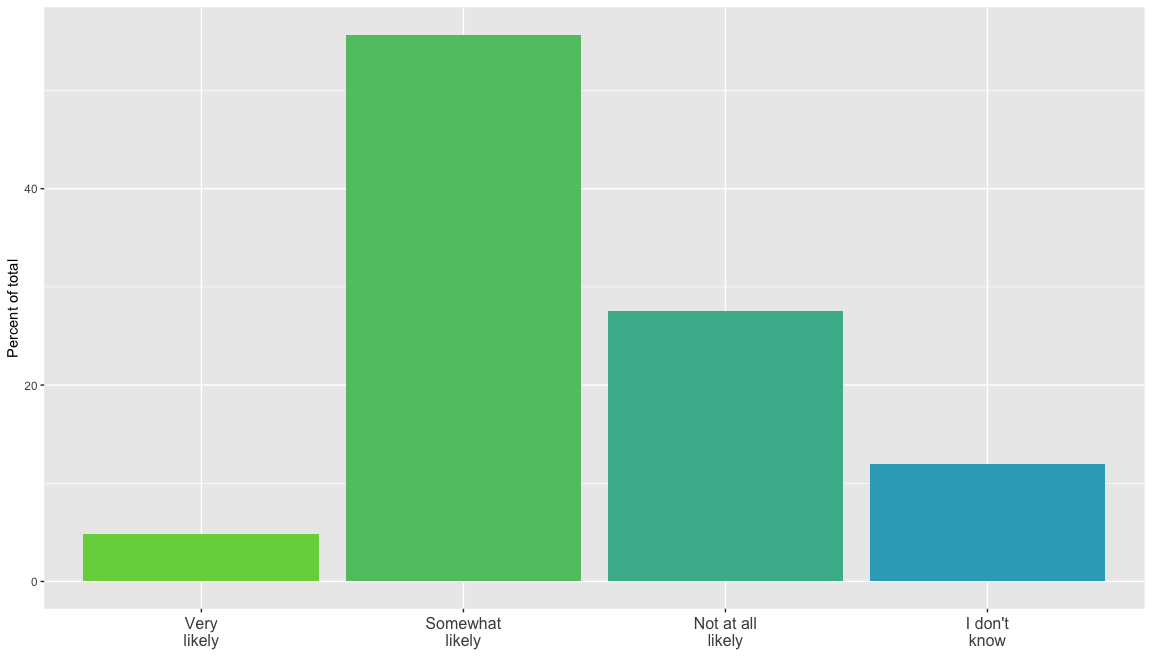 Percent of total
40
20
0
Very
likely
Somewhat
likely
Not at all
likely
I don't
know